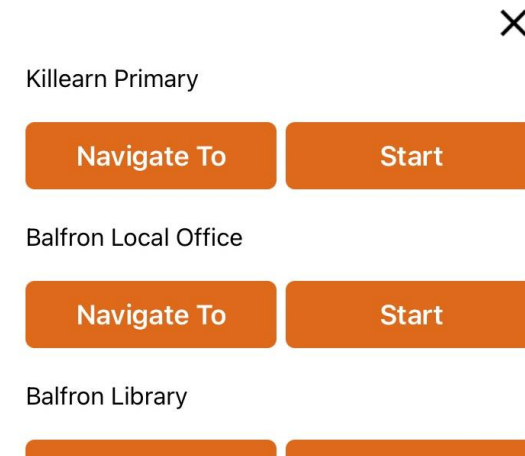 Killearn Primary
Navigate To Start
Balfron Local Office
Navigate To Start
Balfron Library